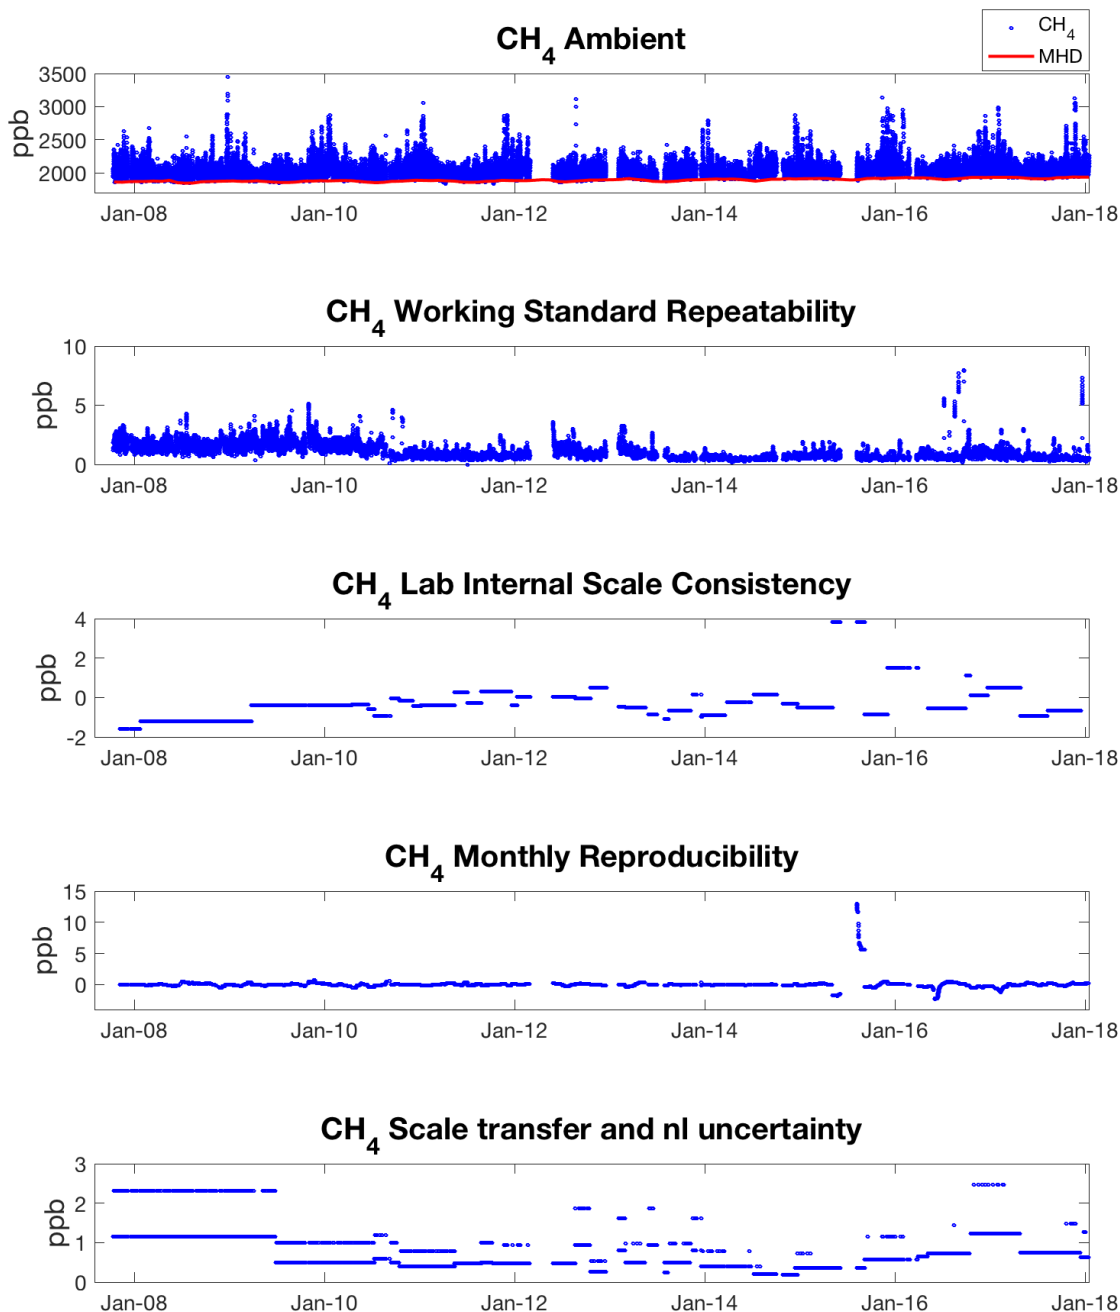 CH4 Ambient
CH4
MHD
3500
3000
2500
2000
ppb
Jan-08 Jan-10 Jan-12 Jan-14 Jan-16 Jan-18
CH4 Working Standard Repeatability
10
5
0
ppb
Jan-08 Jan-10 Jan-12 Jan-14 Jan-16 Jan-18
CH4 Lab Internal Scale Consistency
4
2
0
-2
ppb
Jan-08 Jan-10 Jan-12 Jan-14 Jan-16 Jan-18
CH4 Monthly Reproducibility
15
10
5
0
ppb
Jan-08 Jan-10 Jan-12 Jan-14 Jan-16 Jan-18
CH4 Scale transfer and nl uncertainty
3
2
1
0
ppb
Jan-08 Jan-10 Jan-12 Jan-14 Jan-16 Jan-18